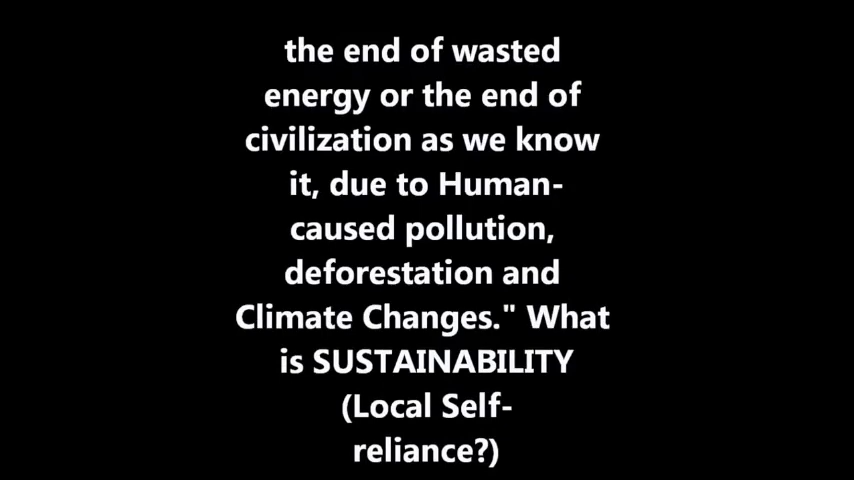 the end of wasted
energy or the end of
civilization as we know
it, due to Human-
caused pollution,
deforestation and
Climate Changes." What
is SUSTAINABILITY
(Local Self-
reliance?)